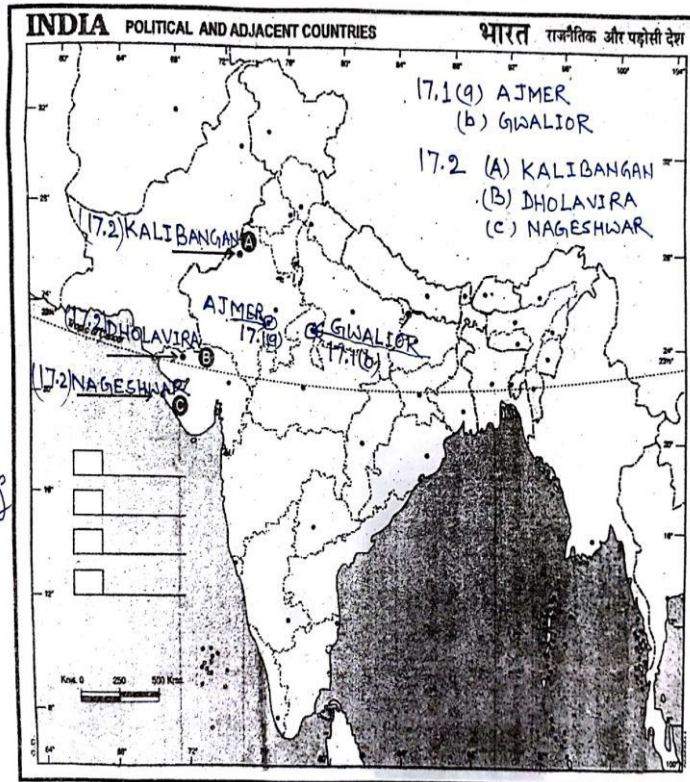 INDIA POLITICAL AND ADJACENT COUNTRIES
भारत राजनैतिक और पड़ोसी देश
17.1(a) AJMER
(b) GWALIOR
17.2 (A) KALIBANGAN
(B) DHOLAVIRA
(C) NAGESHWAR
(17.2) KALIBANGAN A
AJMER
17.1(a)
GWALIOR
17.1(b)
(17.2) DHOLAVIRA
B
(17.2) NAGESHWAR
C
Kms. 0 250 500 Kms.